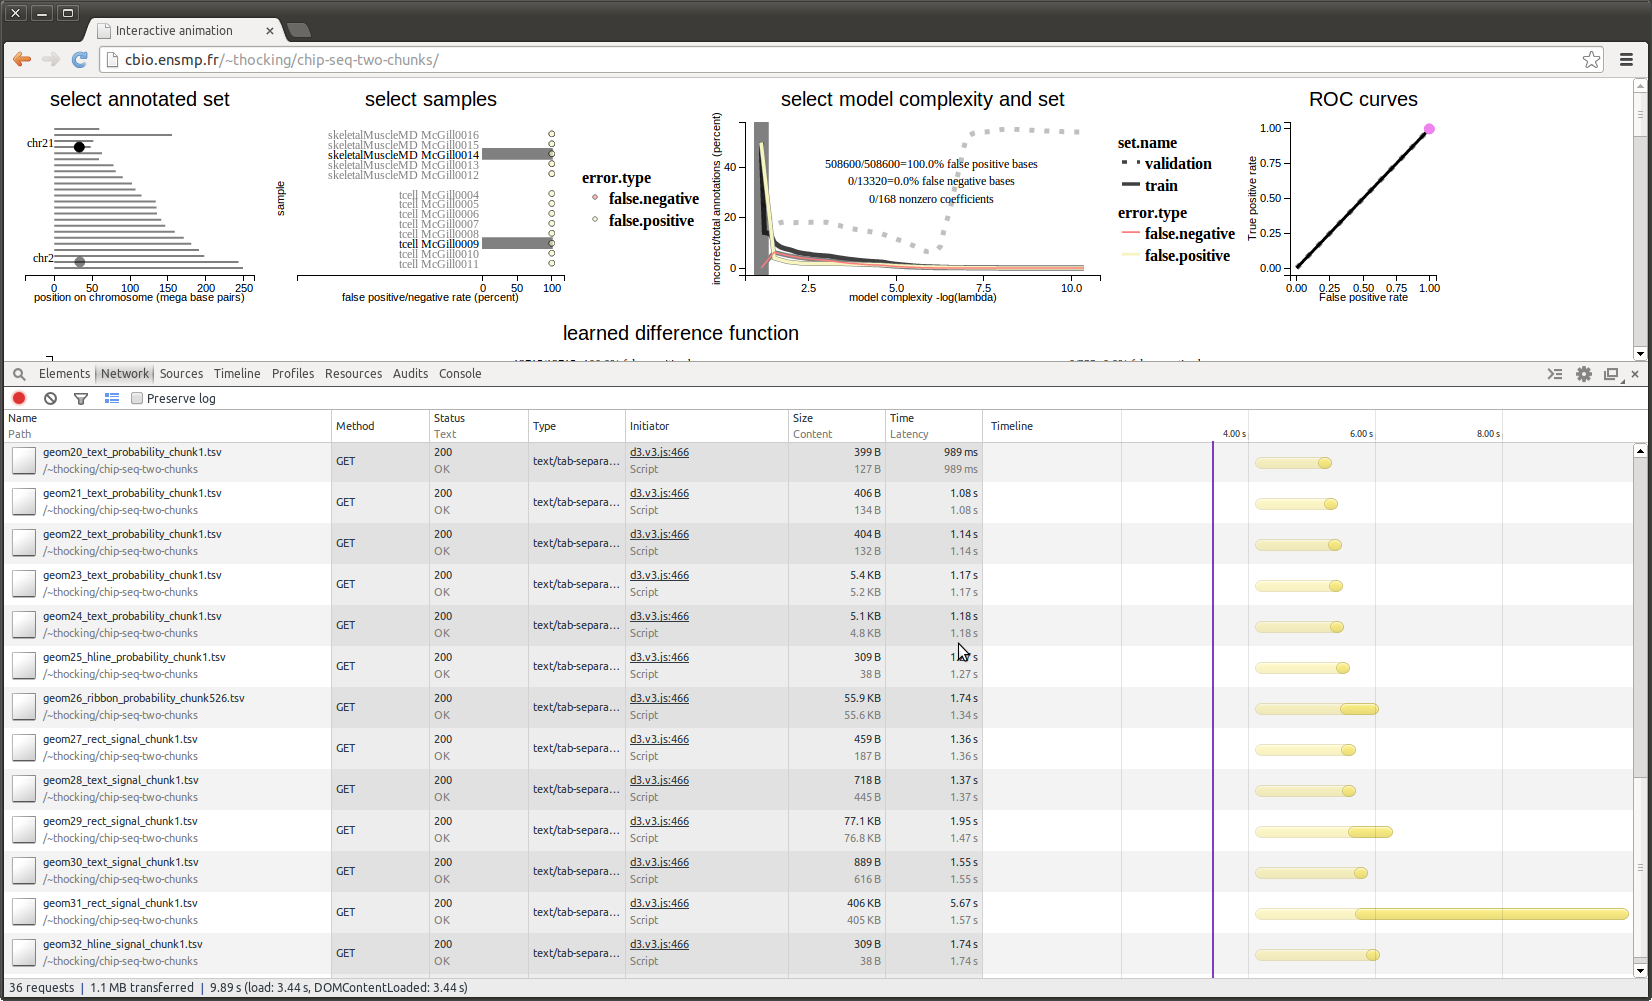 Interactive animation
cbio.ensmp.fr/~thocking/chip-seq-two-chunks/
select annotated set
chr21
chr2
0 50 100 150 200 250
position on chromosome (mega base pairs)
select samples
sample
skeletalMuscleMD McGill0016
skeletalMuscleMD McGill0015
skeletalMuscleMD McGill0014
skeletalMuscleMD McGill0013
skeletalMuscleMD McGill0012
tcell McGill0004
tcell McGill0005
tcell McGill0006
tcell McGill0007
tcell McGill0008
tcell McGill0009
tcell McGill0010
tcell McGill0011
0 50 100
false positive/negative rate (percent)
error.type
false.negative
false.positive
select model complexity and set
incorrect/total annotations (percent)
40
20
0
508600/508600=100.0% false positive bases
0/13320=0.0% false negative bases
0/168 nonzero coefficients
2.5 5.0 7.5 10.0
model complexity -log(lambda)
set.name
validation
train
error.type
false.negative
false.positive
ROC curves
True positive rate
1.00
0.75
0.50
0.25
0.00
0.00 0.25 0.50 0.75 1.00
False positive rate
learned difference function
Elements Network Sources Timeline Profiles Resources Audits Console
Preserve log
Name Path Method Status Text Type Initiator Size Content Time Latency Timeline 4.00 s 6.00 s 8.00 s
geom20_text_probability_chunk1.tsv 200 d3.v3.js:466 399 B 989 ms
/~thocking/chip-seq-two-chunks GET OK text/tab-separa... Script 127 B 989 ms
geom21_text_probability_chunk1.tsv 200 d3.v3.js:466 406 B 1.08 s
/~thocking/chip-seq-two-chunks GET OK text/tab-separa... Script 134 B 1.08 s
geom22_text_probability_chunk1.tsv 200 d3.v3.js:466 404 B 1.14 s
/~thocking/chip-seq-two-chunks GET OK text/tab-separa... Script 132 B 1.14 s
geom23_text_probability_chunk1.tsv 200 d3.v3.js:466 5.4 KB 1.17 s
/~thocking/chip-seq-two-chunks GET OK text/tab-separa... Script 5.2 KB 1.17 s
geom24_text_probability_chunk1.tsv 200 d3.v3.js:466 5.1 KB 1.18 s
/~thocking/chip-seq-two-chunks GET OK text/tab-separa... Script 4.8 KB 1.18 s
geom25_hline_probability_chunk1.tsv 200 d3.v3.js:466 309 B
/~thocking/chip-seq-two-chunks GET OK text/tab-separa... Script 38 B 1.27 s
geom26_ribbon_probability_chunk526.tsv 200 d3.v3.js:466 55.9 KB 1.74 s
/~thocking/chip-seq-two-chunks GET OK text/tab-separa... Script 55.6 KB 1.34 s
geom27_rect_signal_chunk1.tsv 200 d3.v3.js:466 459 B 1.36 s
/~thocking/chip-seq-two-chunks GET OK text/tab-separa... Script 187 B 1.36 s
geom28_text_signal_chunk1.tsv 200 d3.v3.js:466 718 B 1.37 s
/~thocking/chip-seq-two-chunks GET OK text/tab-separa... Script 445 B 1.37 s
geom29_rect_signal_chunk1.tsv 200 d3.v3.js:466 77.1 KB 1.95 s
/~thocking/chip-seq-two-chunks GET OK text/tab-separa... Script 76.8 KB 1.47 s
geom30_text_signal_chunk1.tsv 200 d3.v3.js:466 889 B 1.55 s
/~thocking/chip-seq-two-chunks GET OK text/tab-separa... Script 616 B 1.55 s
geom31_rect_signal_chunk1.tsv 200 d3.v3.js:466 406 KB 5.67 s
/~thocking/chip-seq-two-chunks GET OK text/tab-separa... Script 405 KB 1.57 s
geom32_hline_signal_chunk1.tsv 200 d3.v3.js:466 309 B 1.74 s
/~thocking/chip-seq-two-chunks GET OK text/tab-separa... Script 38 B 1.74 s
36 requests | 1.1 MB transferred | 9.89 s (load: 3.44 s, DOMContentLoaded: 3.44 s)